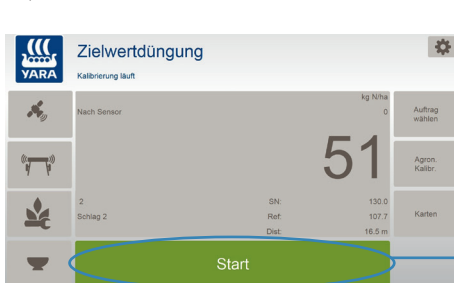 YARA
Zielwertdüngung
Kalibrierung läuft
kg N/ha
Nach Sensor
0
51
2
Schlag 2
SN: 130.0
Ref: 107.7
Dist: 16.5 m
Auftrag
wählen
Agron.
Kalibr.
Karten
Start